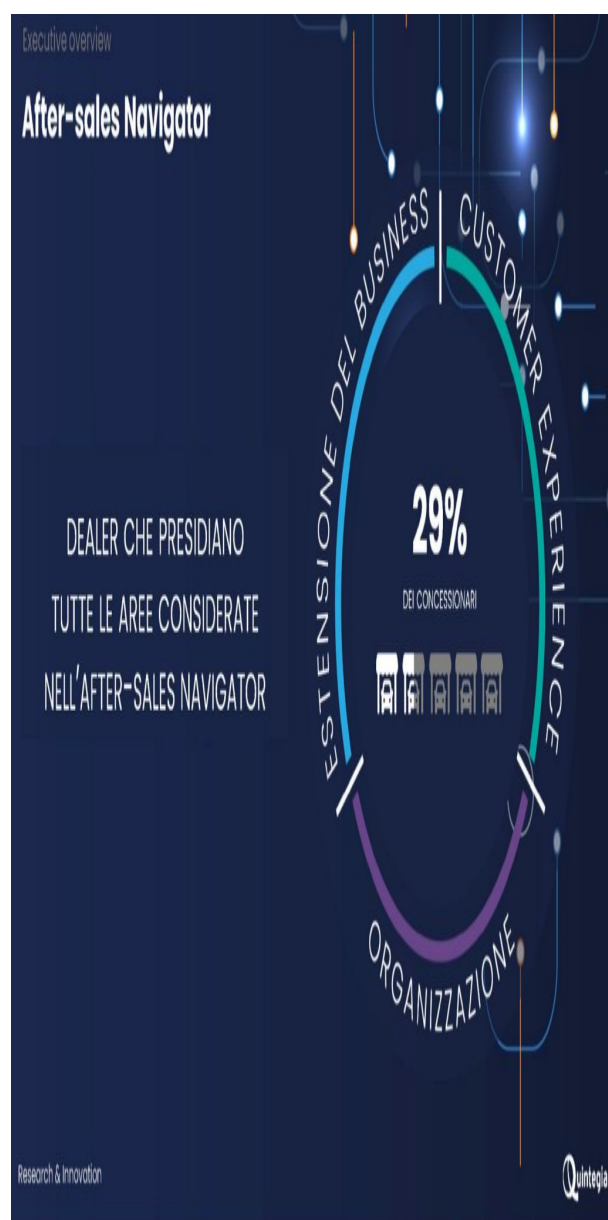 Executive overview
After-sales Navigator
ESTENSIONE DEL BUSINESS
CUSTOMER EXPERIENCE
29%
DEI CONCESSIONARI
DEALER CHE PRESIDIANO
TUTTE LE AREE CONSIDERATE
NELL'AFTER-SALES NAVIGATOR
ORGANIZZAZIONE
Research & Innovation
Quintegia